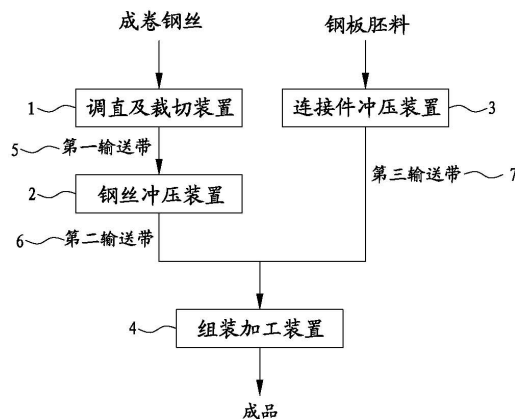 成卷钢丝
钢板胚料
1
调直及裁切装置
连接件冲压装置
3
5
第一输送带
第三输送带
7
2
钢丝冲压装置
6
第二输送带
4
组装加工装置
成品